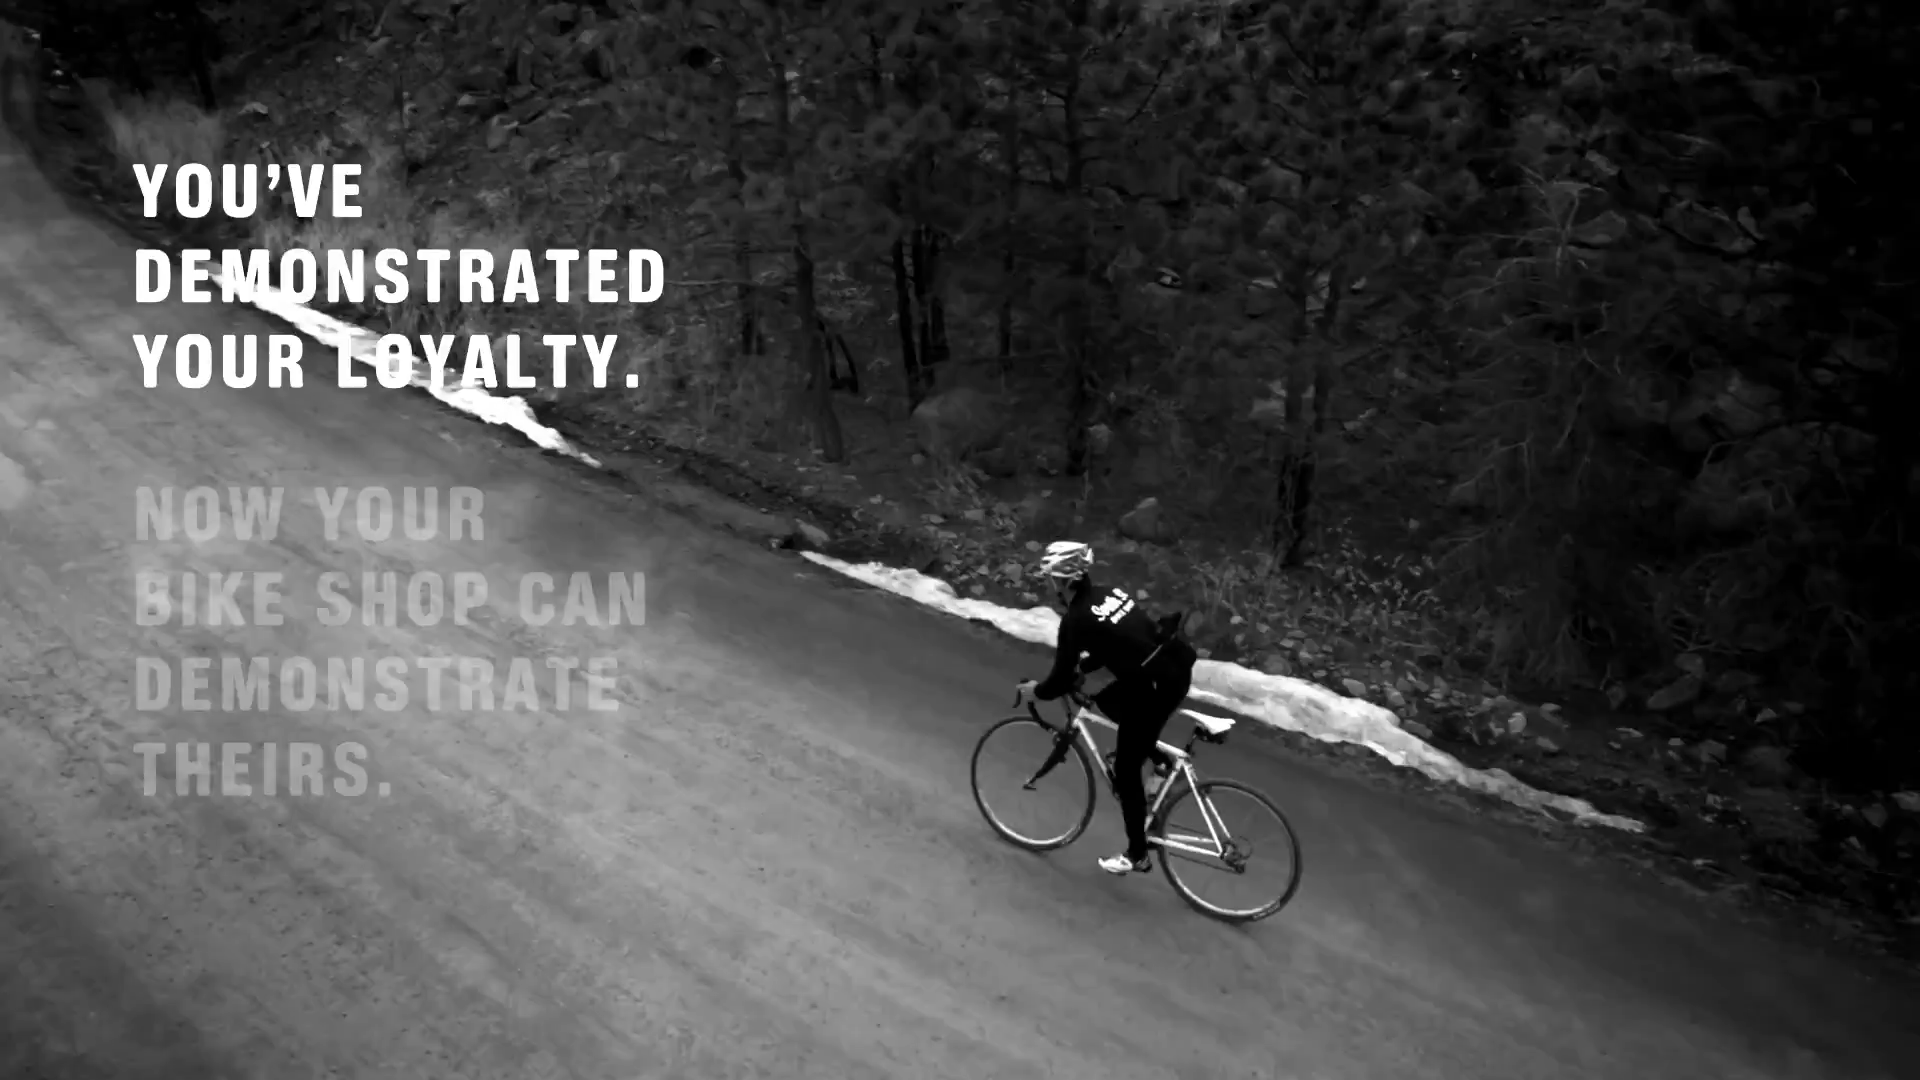 YOU’VE
DEMONSTRATED
YOUR LOYALTY.
NOW YOUR
BIKE SHOP CAN
DEMONSTRATE
THEIRS.